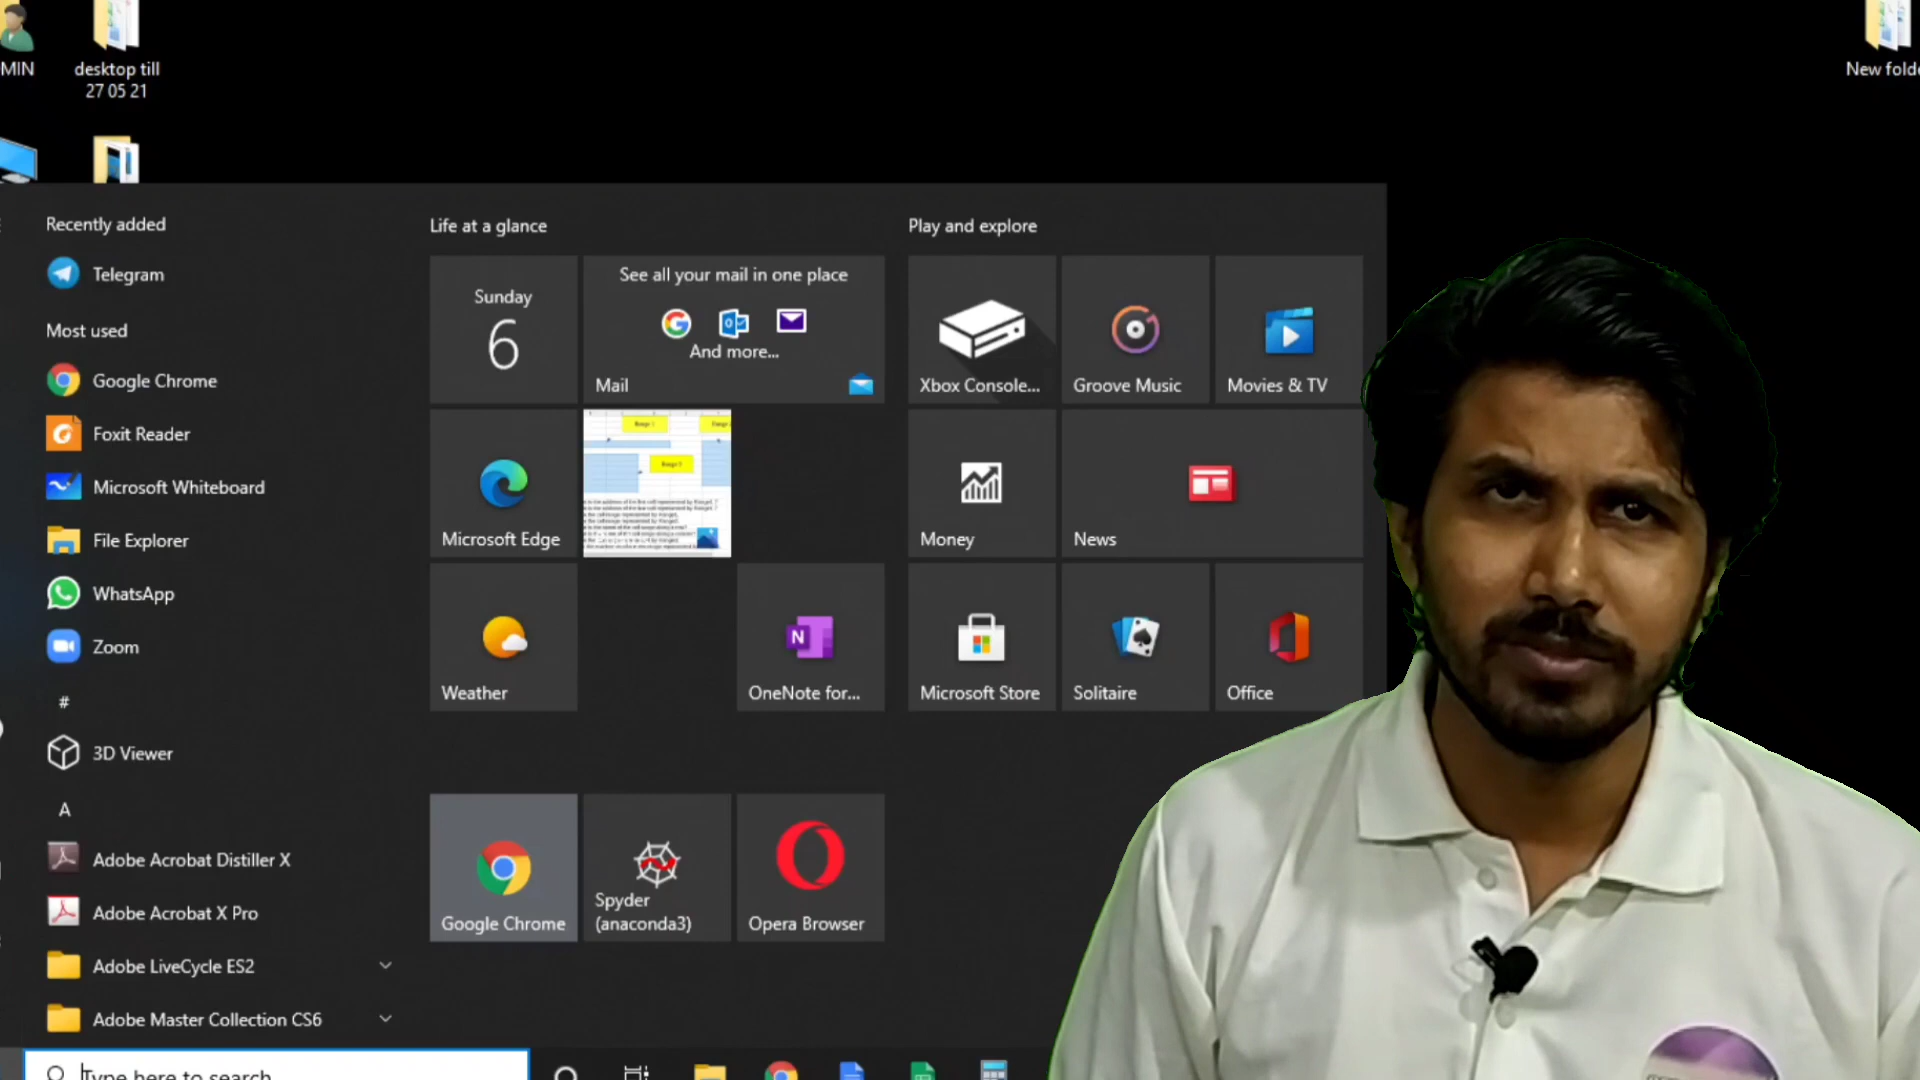 MIN
desktop till
27 05 21
New folde
Recently added
Telegram
Most used
Google Chrome
Foxit Reader
Microsoft Whiteboard
File Explorer
WhatsApp
Zoom
#
3D Viewer
A
Adobe Acrobat Distiller X
Adobe Acrobat X Pro
Adobe LiveCycle ES2
Adobe Master Collection CS6
Type here to search
Life at a glance
Sunday
6
See all your mail in one place
And more...
Mail
Microsoft Edge
Weather
OneNote for...
Google Chrome
Spyder
(anaconda3)
Opera Browser
Play and explore
Xbox Console...
Groove Music
Movies & TV
Money
News
Microsoft Store
Solitaire
Office